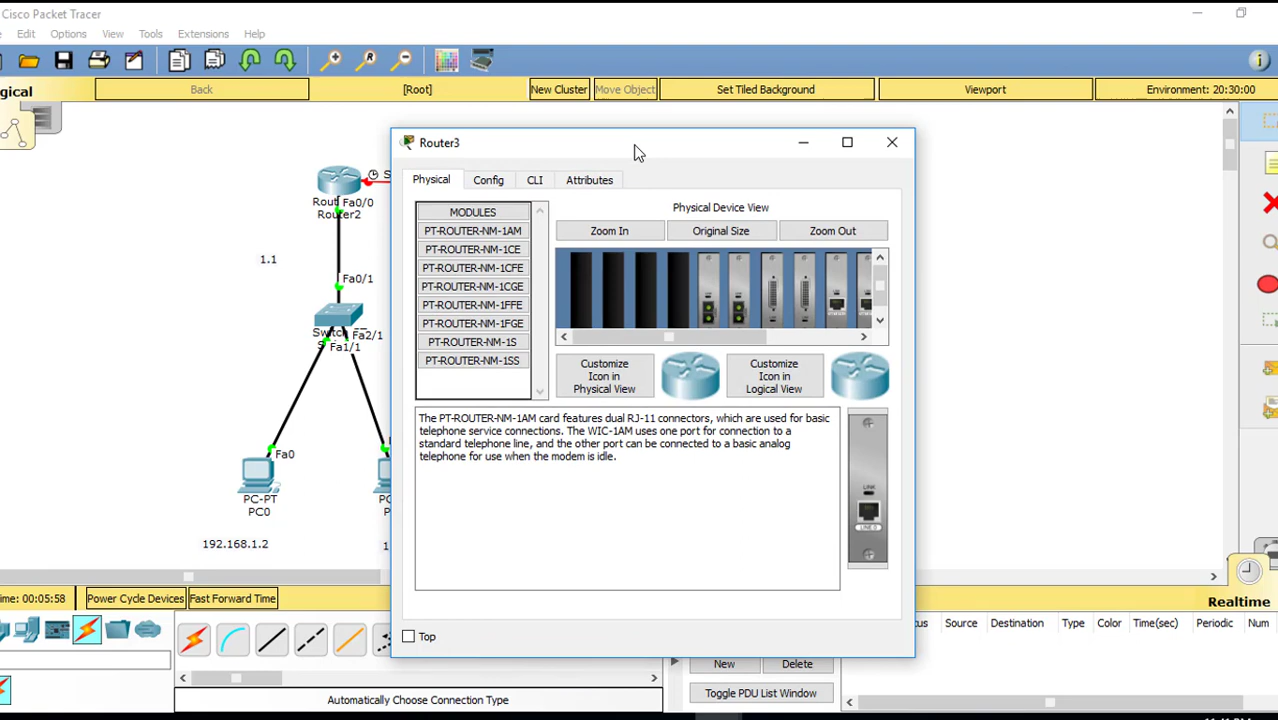 Cisco Packet Tracer
Edit Options View Tools Extensions Help
gical Back [Root] New Cluster Move Object Set Tiled Background Viewport Environment: 20:30:00
Router3
Physical Config CLI Attributes
MODULES
PT-ROUTER-NM-1AM
PT-ROUTER-NM-1CE
PT-ROUTER-NM-1CFE
PT-ROUTER-NM-1CGE
PT-ROUTER-NM-1FFE
PT-ROUTER-NM-1FGE
PT-ROUTER-NM-1S
PT-ROUTER-NM-1SS
Physical Device View
Zoom In Original Size Zoom Out
Customize
Icon in
Physical View
Customize
Icon in
Logical View
The PT-ROUTER-NM-1AM card features dual RJ-11 connectors, which are used for basic
telephone service connections. The WIC-1AM uses one port for connection to a
standard telephone line, and the other port can be connected to a basic analog
telephone for use when the modem is idle.
LINK
LINE 0
Top
Rout Fa0/0
Router2
1.1
Fa0/1
Switch Fa2/1
Fa1/1
Fa0
PC-PT
PC0
192.168.1.2
ime: 00:05:58 Power Cycle Devices Fast Forward Time
Realtime
tus Source Destination Type Color Time(sec) Periodic Num
New Delete
Toggle PDU List Window
Automatically Choose Connection Type